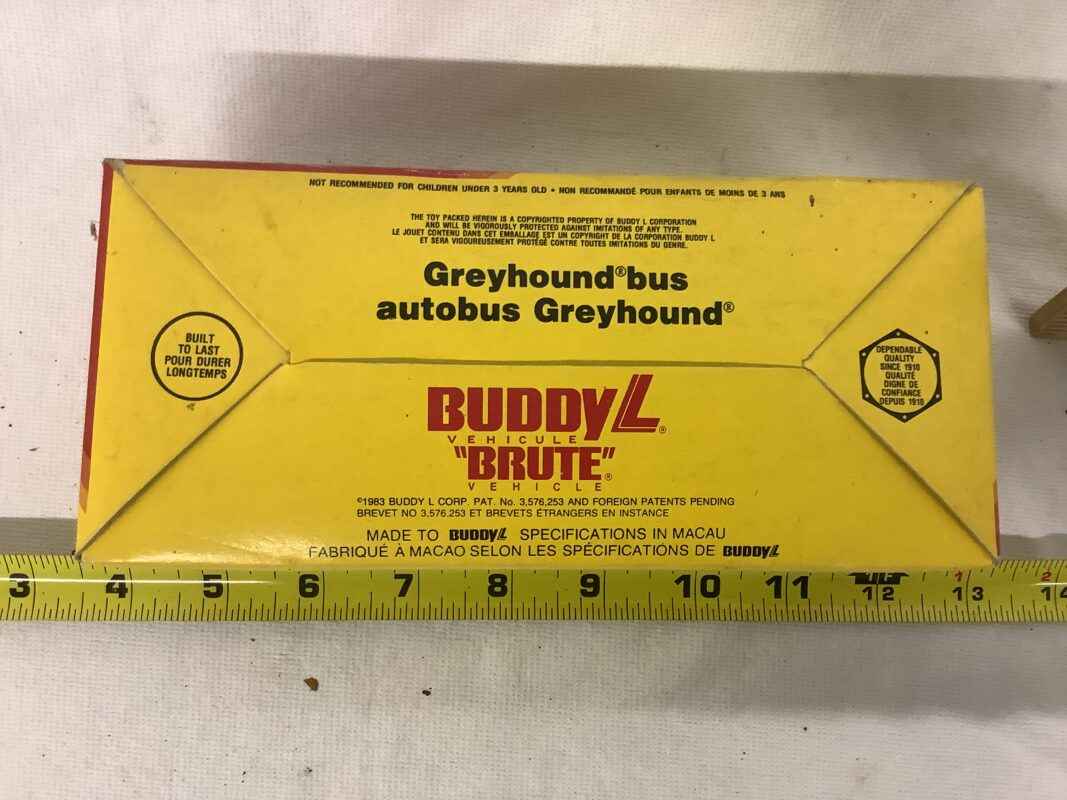 NOT RECOMMENDED FOR CHILDREN UNDER 3 YEARS OLD • NON RECOMMANDÉ POUR ENFANTS DE MOINS DE 3 ANS
THE TOY PACKED HEREIN IS A COPYRIGHTED PROPERTY OF BUDDY L CORPORATION
AND WILL BE VIGOROUSLY PROTECTED AGAINST IMITATIONS OF ANY TYPE.
LE JOUET CONTENU DANS CET EMBALLAGE EST UN COPYRIGHT DE LA CORPORATION BUDDY L
ET SERA VIGOUREUSEMENT PROTÉGÉ CONTRE TOUTES IMITATIONS DU GENRE.
Greyhound® bus
autobus Greyhound®
BUILT
TO LAST
POUR DURER
LONGTEMPS
DEPENDABLE
QUALITY
SINCE 1910
QUALITÉ
DIGNE DE
CONFIANCE
DEPUIS 1910
BUDDY L®
VEHICULE
"BRUTE"®
VEHICLE
©1983 BUDDY L CORP. PAT. No. 3,576,253 AND FOREIGN PATENTS PENDING
BREVET NO 3,576,253 ET BREVETS ÉTRANGERS EN INSTANCE
MADE TO BUDDY L SPECIFICATIONS IN MACAU
FABRIQUÉ À MACAO SELON LES SPÉCIFICATIONS DE BUDDY L
1 2
3 4 5 6 7 8 9 10 11 12 13 14